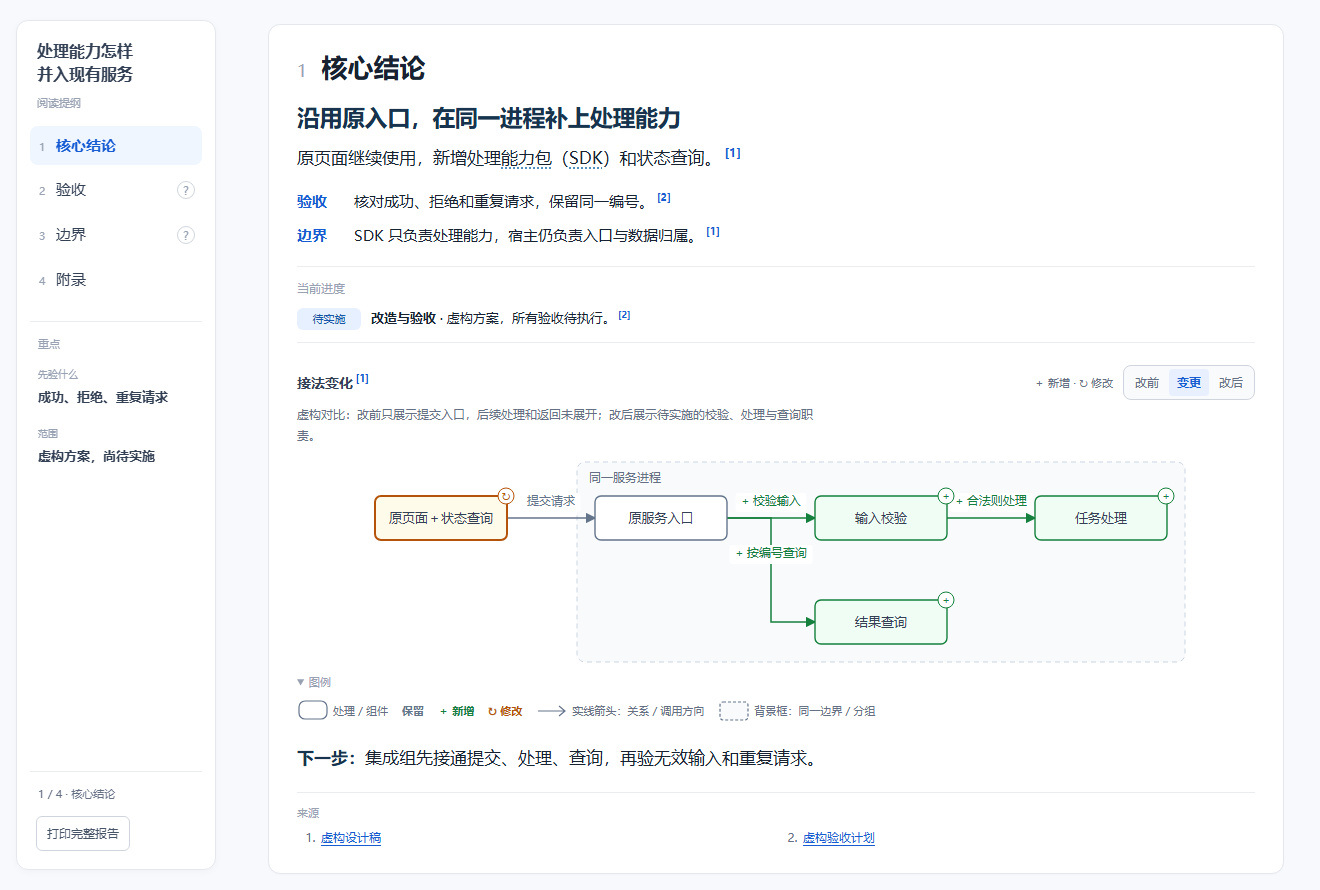 处理能力怎样
并入现有服务
阅读提纲
1 核心结论
2 验收 ?
3 边界 ?
4 附录
重点
先验什么
成功、拒绝、重复请求
范围
虚构方案，尚待实施
1 / 4 · 核心结论
打印完整报告
1 核心结论
沿用原入口，在同一进程补上处理能力
原页面继续使用，新增处理能力包（SDK）和状态查询。 [1]
验收 核对成功、拒绝和重复请求，保留同一编号。 [2]
边界 SDK 只负责处理能力，宿主仍负责入口与数据归属。 [1]
当前进度
待实施 改造与验收 · 虚构方案，所有验收待执行。 [2]
接法变化 [1]
+ 新增 · ↻ 修改 改前 变更 改后
虚构对比：改前只展示提交入口，后续处理和返回未展开；改后展示待实施的校验、处理与查询职
责。
同一服务进程
原页面 + 状态查询 ↻
提交请求
原服务入口
+ 校验输入
输入校验 +
+ 合法则处理
任务处理 +
+ 按编号查询
结果查询 +
▼ 图例
处理 / 组件 保留 + 新增 ↻ 修改 实线箭头：关系 / 调用方向 背景框：同一边界 / 分组
下一步：集成组先接通提交、处理、查询，再验无效输入和重复请求。
来源
1. 虚构设计稿
2. 虚构验收计划